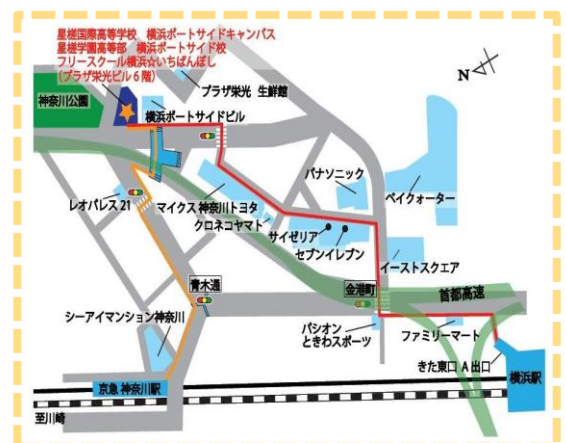 星槎国際高等学校 横浜ポートサイドキャンパス
星槎学園高等部 横浜ポートサイド校
フリースクール横浜☆いちばんぼし
(プラザ栄光ビル6階)
N
プラザ栄光 生鮮館
神奈川公園
横浜ポートサイドビル
パナソニック
ベイクォーター
レオパレス21
マイクス神奈川トヨタ
クロネコヤマト
サイゼリア
セブンイレブン
イーストスクエア
青木通
金港町
首都高速
シーアイマンション神奈川
パシオン
ときわスポーツ
ファミリーマート
きた東口 A出口
横浜駅
京急 神奈川駅
至川崎